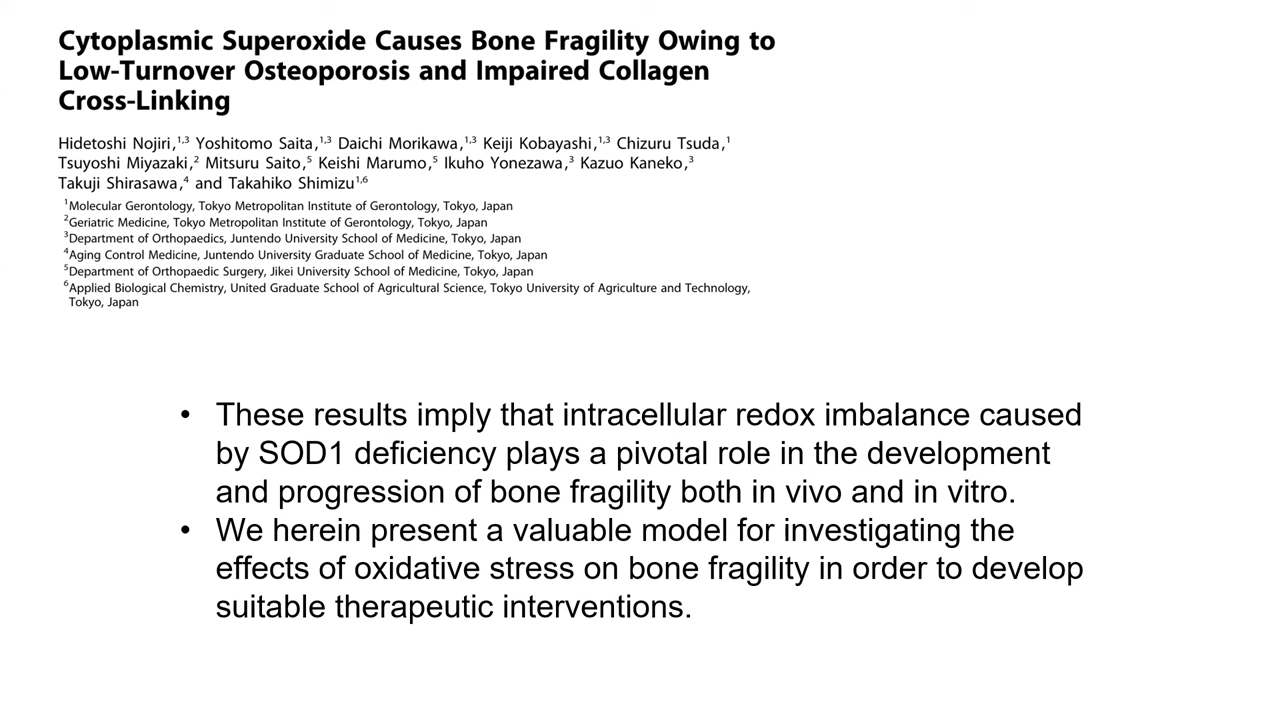 Cytoplasmic Superoxide Causes Bone Fragility Owing to
Low-Turnover Osteoporosis and Impaired Collagen
Cross-Linking
Hidetoshi Nojiri,1,3 Yoshitomo Saita,1,3 Daichi Morikawa,1,3 Keiji Kobayashi,1,3 Chizuru Tsuda,1
Tsuyoshi Miyazaki,2 Mitsuru Saito,5 Keishi Marumo,5 Ikuho Yonezawa,3 Kazuo Kaneko,3
Takuji Shirasawa,4 and Takahiko Shimizu1,6
1Molecular Gerontology, Tokyo Metropolitan Institute of Gerontology, Tokyo, Japan
2Geriatric Medicine, Tokyo Metropolitan Institute of Gerontology, Tokyo, Japan
3Department of Orthopaedics, Juntendo University School of Medicine, Tokyo, Japan
4Aging Control Medicine, Juntendo University Graduate School of Medicine, Tokyo, Japan
5Department of Orthopaedic Surgery, Jikei University School of Medicine, Tokyo, Japan
6Applied Biological Chemistry, United Graduate School of Agricultural Science, Tokyo University of Agriculture and Technology,
Tokyo, Japan
• These results imply that intracellular redox imbalance caused
by SOD1 deficiency plays a pivotal role in the development
and progression of bone fragility both in vivo and in vitro.
• We herein present a valuable model for investigating the
effects of oxidative stress on bone fragility in order to develop
suitable therapeutic interventions.